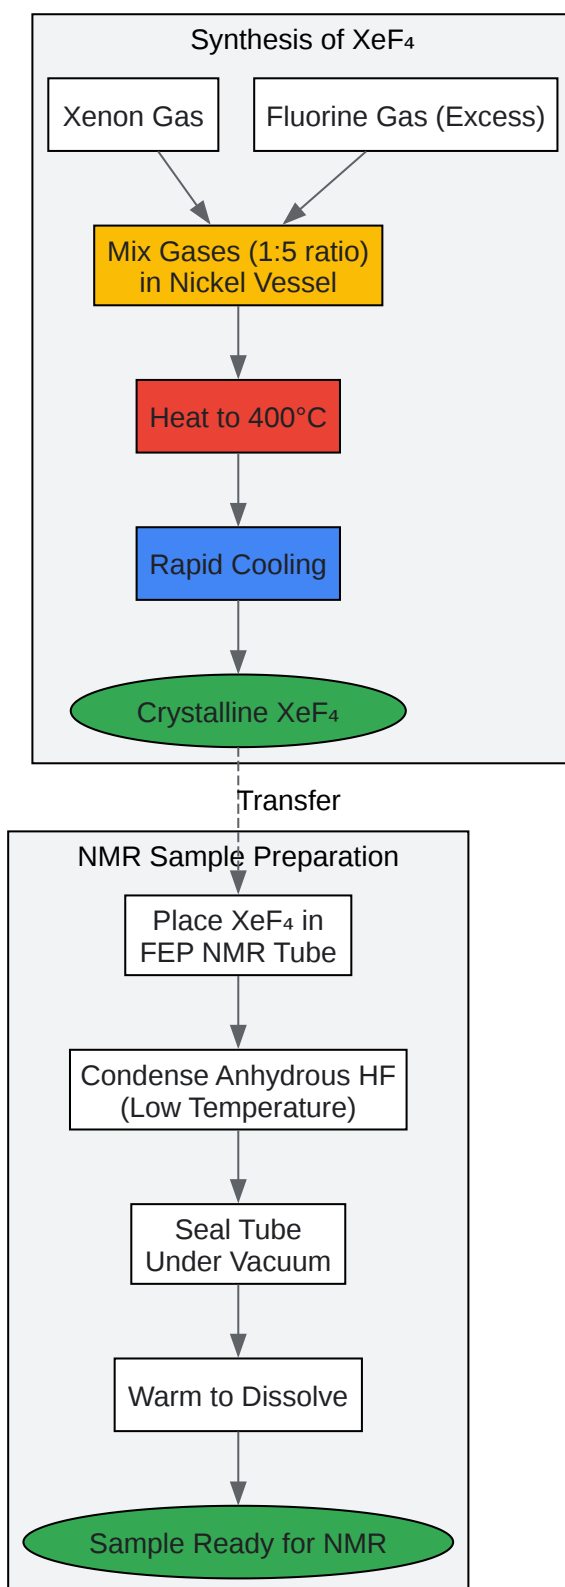 Synthesis of XeF₄
Xenon Gas
Fluorine Gas (Excess)
Mix Gases (1:5 ratio)
in Nickel Vessel
Heat to 400°C
Rapid Cooling
Crystalline XeF₄
Transfer
NMR Sample Preparation
Place XeF₄ in
FEP NMR Tube
Condense Anhydrous HF
(Low Temperature)
Seal Tube
Under Vacuum
Warm to Dissolve
Sample Ready for NMR